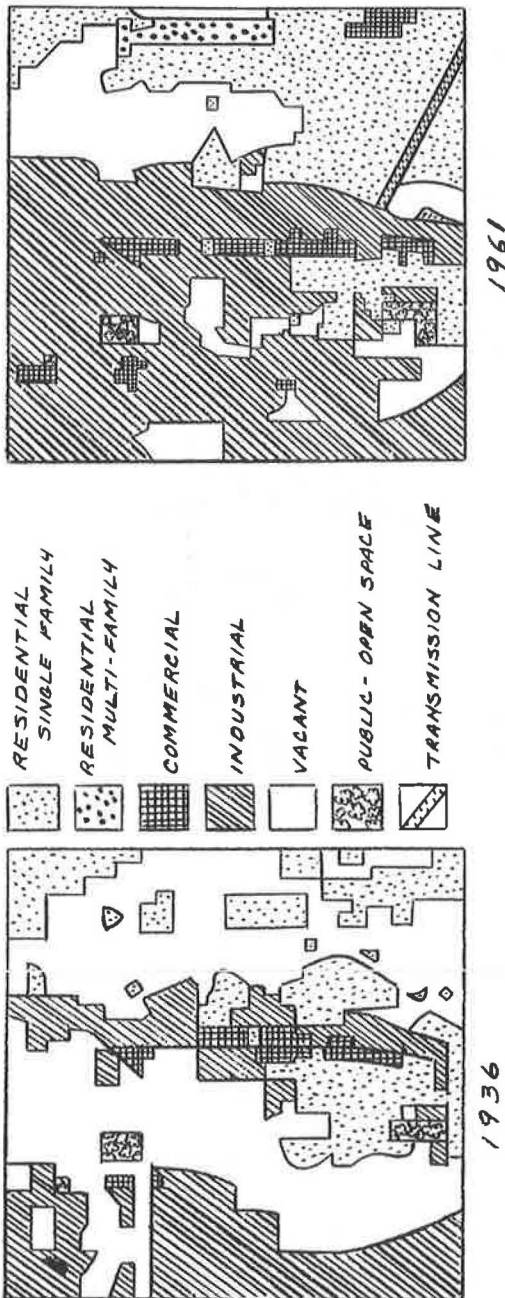 1961
RESIDENTIAL
SINGLE FAMILY
RESIDENTIAL
MULTI-FAMILY
COMMERCIAL
INDUSTRIAL
VACANT
PUBLIC-OPEN SPACE
TRANSMISSION LINE
1936